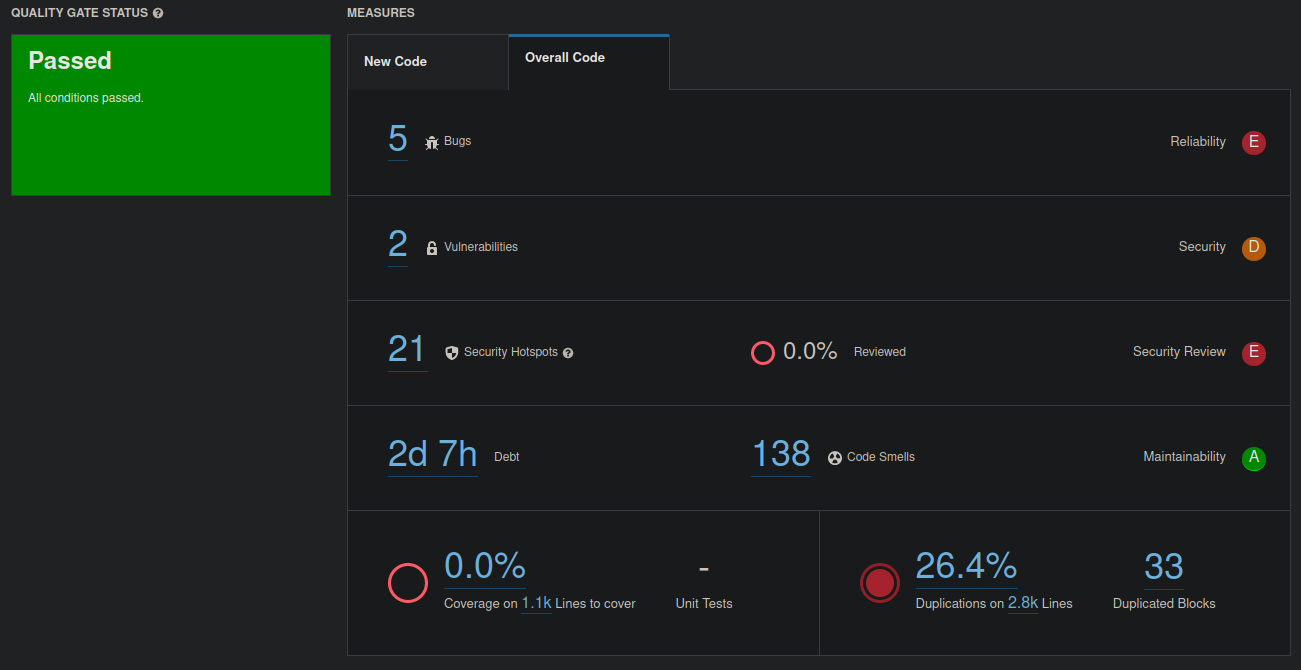 QUALITY GATE STATUS ?
MEASURES
Passed
All conditions passed.
New Code
Overall Code
5 Bugs
Reliability E
2 Vulnerabilities
Security D
21 Security Hotspots ?
0.0% Reviewed
Security Review E
2d 7h Debt
138 Code Smells
Maintainability A
0.0%
Coverage on 1.1k Lines to cover
-
Unit Tests
26.4%
Duplications on 2.8k Lines
33
Duplicated Blocks